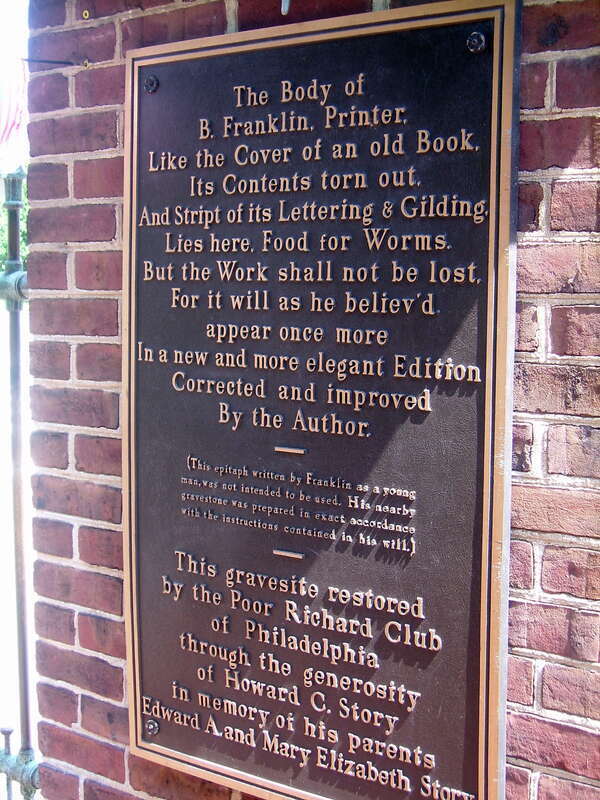 The Body of
B. Franklin, Printer,
Like the Cover of an old Book,
Its Contents torn out,
And Stript of its Lettering & Gilding,
Lies here, Food for Worms.
But the Work shall not be lost,
For it will as he believ'd
appear once more
In a new and more elegant Edition
Corrected and improved
By the Author.
(This epitaph written by Franklin as a young
man, was not intended to be used. His nearby
gravestone was prepared in exact accordance
with the instructions contained in his will.)
This gravesite restored
by the Poor Richard Club
of Philadelphia
through the generosity
of Howard C. Story
in memory of his parents
Edward A. and Mary Elizabeth Story